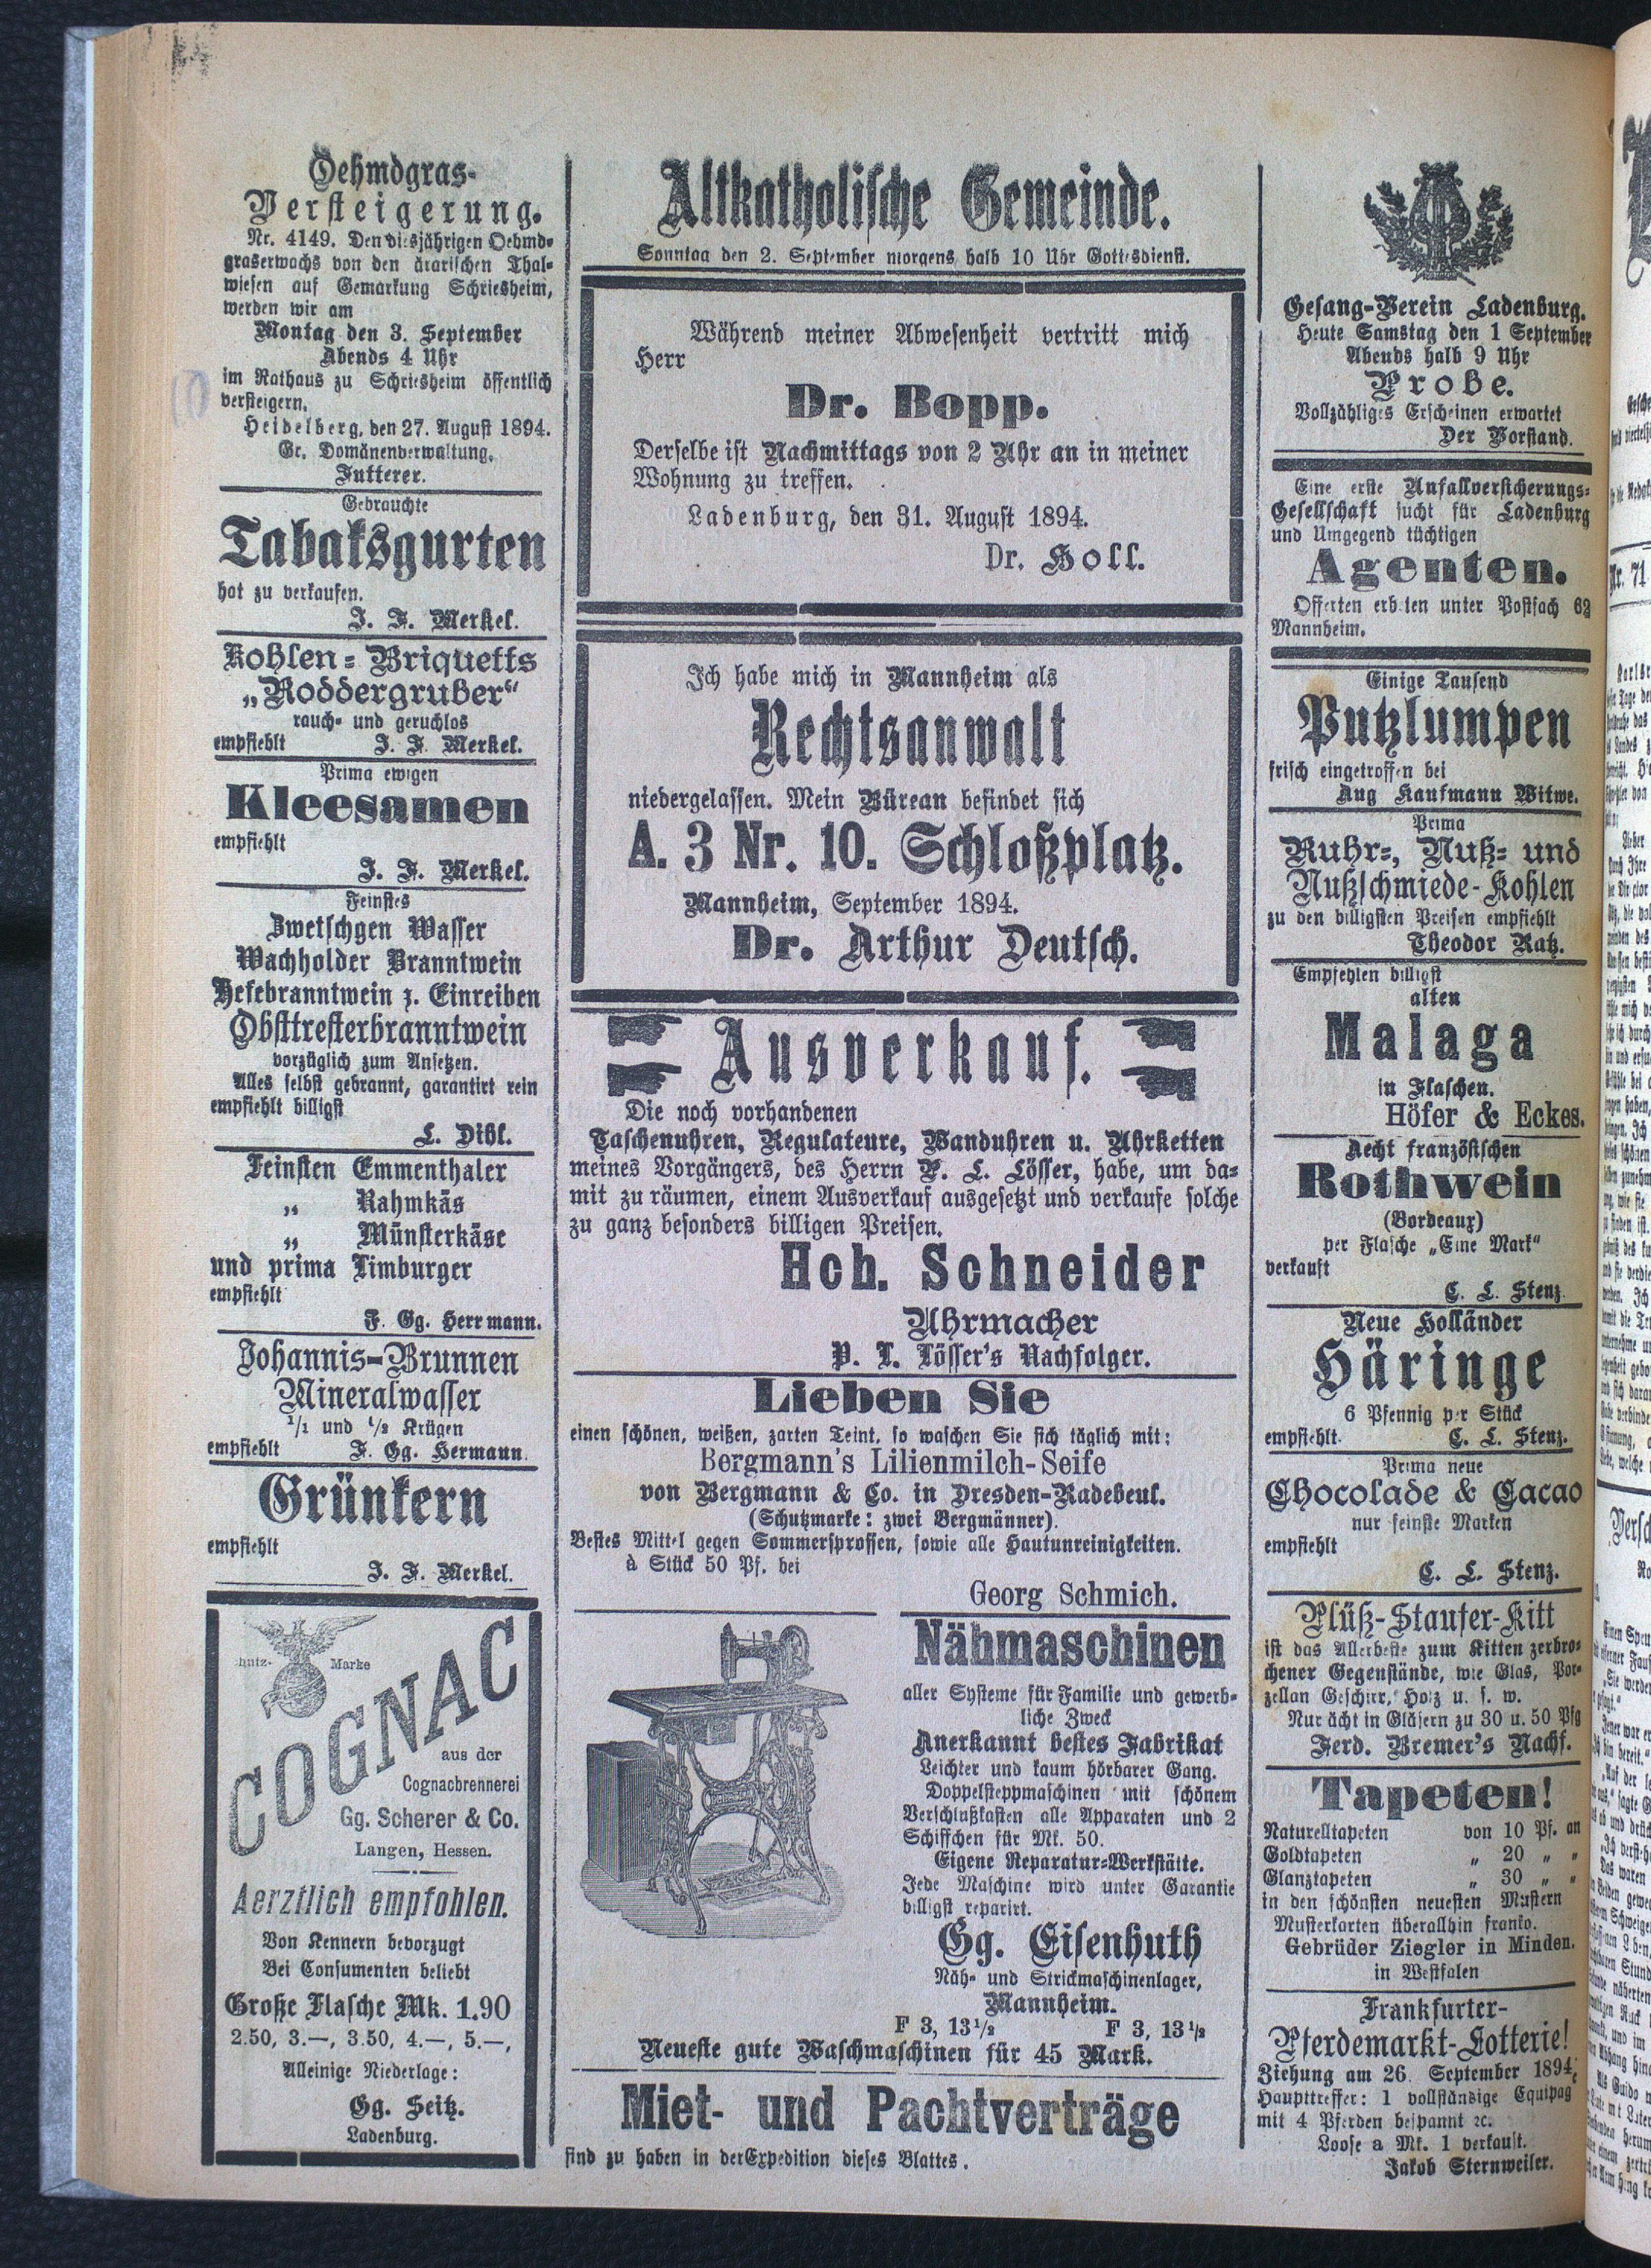 Oehmdgras-
Versteigerung.
Nr. 4149. Den diesjährigen Oehmd-
graserwachs von den ärarischen Thal-
wiesen auf Gemarkung Schriesheim,
werden wir am
Montag den 3. September
Abends 4 Uhr
im Rathaus zu Schriesheim öffentlich
versteigern.
Heidelberg, den 27. August 1894.
Gr. Domänenverwaltung.
Futterer.
Gebrauchte
Tabaksgurten
hat zu verkaufen.
J. F. Merkel.
Kohlen-Briquetts
„Roddergruber“
rauch- und geruchlos
empfiehlt J. F. Merkel.
Prima ewigen
Kleesamen
empfiehlt
J. F. Merkel.
Feinstes
Zwetschgen Wasser
Wachholder Branntwein
Hefebranntwein z. Einreiben
Obsttresterbranntwein
vorzüglich zum Ansetzen.
Alles selbst gebrannt, garantirt rein
empfiehlt billigst
L. Dihl.
Feinsten Emmenthaler
„ Rahmkäs
„ Münsterkäse
und prima Limburger
empfiehlt
F. Gg. Herrmann.
Johannis-Brunnen
Mineralwasser
1/1 und 1/2 Krügen
empfiehlt F. Gg. Hermann.
Grünkern
empfiehlt
J. F. Merkel.
hutz- Marke
COGNAC
aus der
Cognacbrennerei
Gg. Scherer & Co.
Langen, Hessen.
Aerztlich empfohlen.
Von Kennern bevorzugt
Bei Consumenten beliebt
Große Flasche Mk. 1.90
2.50, 3.—, 3.50, 4.—, 5.—,
Alleinige Niederlage:
Gg. Seitz.
Ladenburg.
Altkatholische Gemeinde.
Sonntag den 2. September morgens halb 10 Uhr Gottesdienst.
Während meiner Abwesenheit vertritt mich
Herr
Dr. Bopp.
Derselbe ist Nachmittags von 2 Uhr an in meiner
Wohnung zu treffen.
Ladenburg, den 31. August 1894.
Dr. Holl.
Ich habe mich in Mannheim als
Rechtsanwalt
niedergelassen. Mein Büreau befindet sich
A. 3 Nr. 10. Schloßplatz.
Mannheim, September 1894.
Dr. Arthur Deutsch.
Ausverkauf.
Die noch vorhandenen
Taschenuhren, Regulateure, Wanduhren u. Uhrketten
meines Vorgängers, des Herrn P. L. Lösser, habe, um da-
mit zu räumen, einem Ausverkauf ausgesetzt und verkaufe solche
zu ganz besonders billigen Preisen.
Hch. Schneider
Uhrmacher
P. L. Lösser's Nachfolger.
Lieben Sie
einen schönen, weißen, zarten Teint, so waschen Sie sich täglich mit:
Bergmann's Lilienmilch-Seife
von Bergmann & Co. in Dresden-Radebeul.
(Schutzmarke: zwei Bergmänner).
Bestes Mittel gegen Sommersprossen, sowie alle Hautunreinigkeiten.
à Stück 50 Pf. bei
Georg Schmich.
Nähmaschinen
aller Systeme für Familie und gewerb-
liche Zweck
Anerkannt bestes Fabrikat
Leichter und kaum hörbarer Gang.
Doppelsteppmaschinen mit schönem
Verschlußkasten alle Apparaten und 2
Schiffchen für Mk. 50.
Eigene Reparatur-Werkstätte.
Jede Maschine wird unter Garantie
billigst reparirt.
Gg. Eisenhuth
Näh- und Strickmaschinenlager,
Mannheim.
F 3, 13 1/2 F 3, 13 1/2
Neueste gute Waschmaschinen für 45 Mark.
Miet- und Pachtverträge
sind zu haben in der Expedition dieses Blattes.
Gesang-Verein Ladenburg.
Heute Samstag den 1 September
Abends halb 9 Uhr
Probe.
Vollzähliges Erscheinen erwartet
Der Vorstand.
Eine erste Unfallversicherungs-
Gesellschaft sucht für Ladenburg
und Umgegend tüchtigen
Agenten.
Offerten erbeten unter Postfach 62
Mannheim.
Einige Tausend
Putzlumpen
frisch eingetroffen bei
Aug Kaufmann Witwe.
Prima
Ruhr-, Nuß- und
Nußschmiede-Kohlen
zu den billigsten Preisen empfiehlt
Theodor Ratz.
Empfehlen billigst
alten
Malaga
in Flaschen.
Höfer & Eckes.
Aecht französischen
Rothwein
(Bordeaux)
per Flasche „Eine Mark“
verkauft
C. L. Stenz.
Neue Holländer
Häringe
6 Pfennig per Stück
empfiehlt. C. L. Stenz.
Prima neue
Chocolade & Cacao
nur feinste Marken
empfiehlt
C. L. Stenz.
Plüß-Staufer-Kitt
ist das Allerbeste zum Kitten zerbro-
chener Gegenstände, wie Glas, Por-
zellan Geschirr, Holz u. s. w.
Nur ächt in Gläsern zu 30 u. 50 Pfg
Ferd. Bremer's Nachf.
Tapeten!
Naturelltapeten von 10 Pf. an
Goldtapeten „ 20 „ „
Glanztapeten „ 30 „ „
in den schönsten neuesten Mustern
Musterkarten überallhin franko.
Gebrüder Ziegler in Minden.
in Westfalen
Frankfurter-
Pferdemarkt-Lotterie!
Ziehung am 26. September 1894,
Haupttreffer: 1 vollständige Equipag
mit 4 Pferden bespannt ꝛc.
Loose a Mk. 1 verkauft.
Jakob Sternweiler.